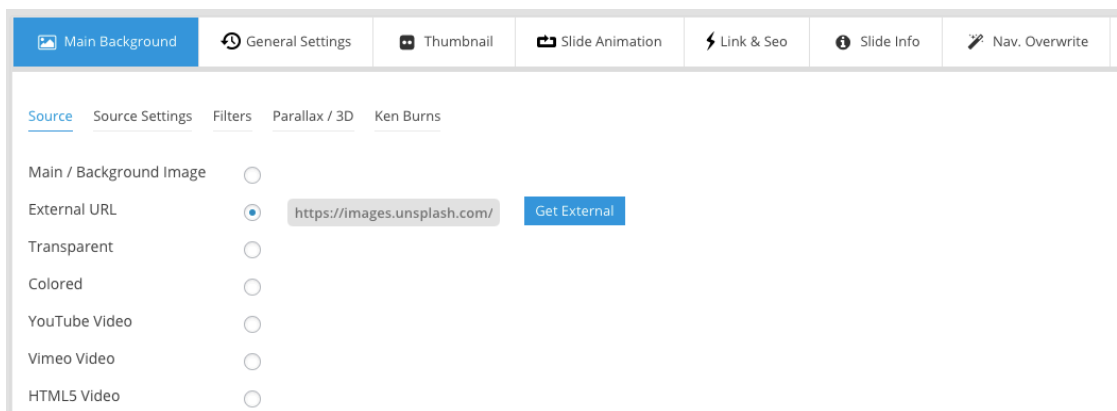 Main Background General Settings Thumbnail Slide Animation Link & Seo Slide Info Nav. Overwrite
Source Source Settings Filters Parallax / 3D Ken Burns
Main / Background Image
External URL https://images.unsplash.com/ Get External
Transparent
Colored
YouTube Video
Vimeo Video
HTML5 Video